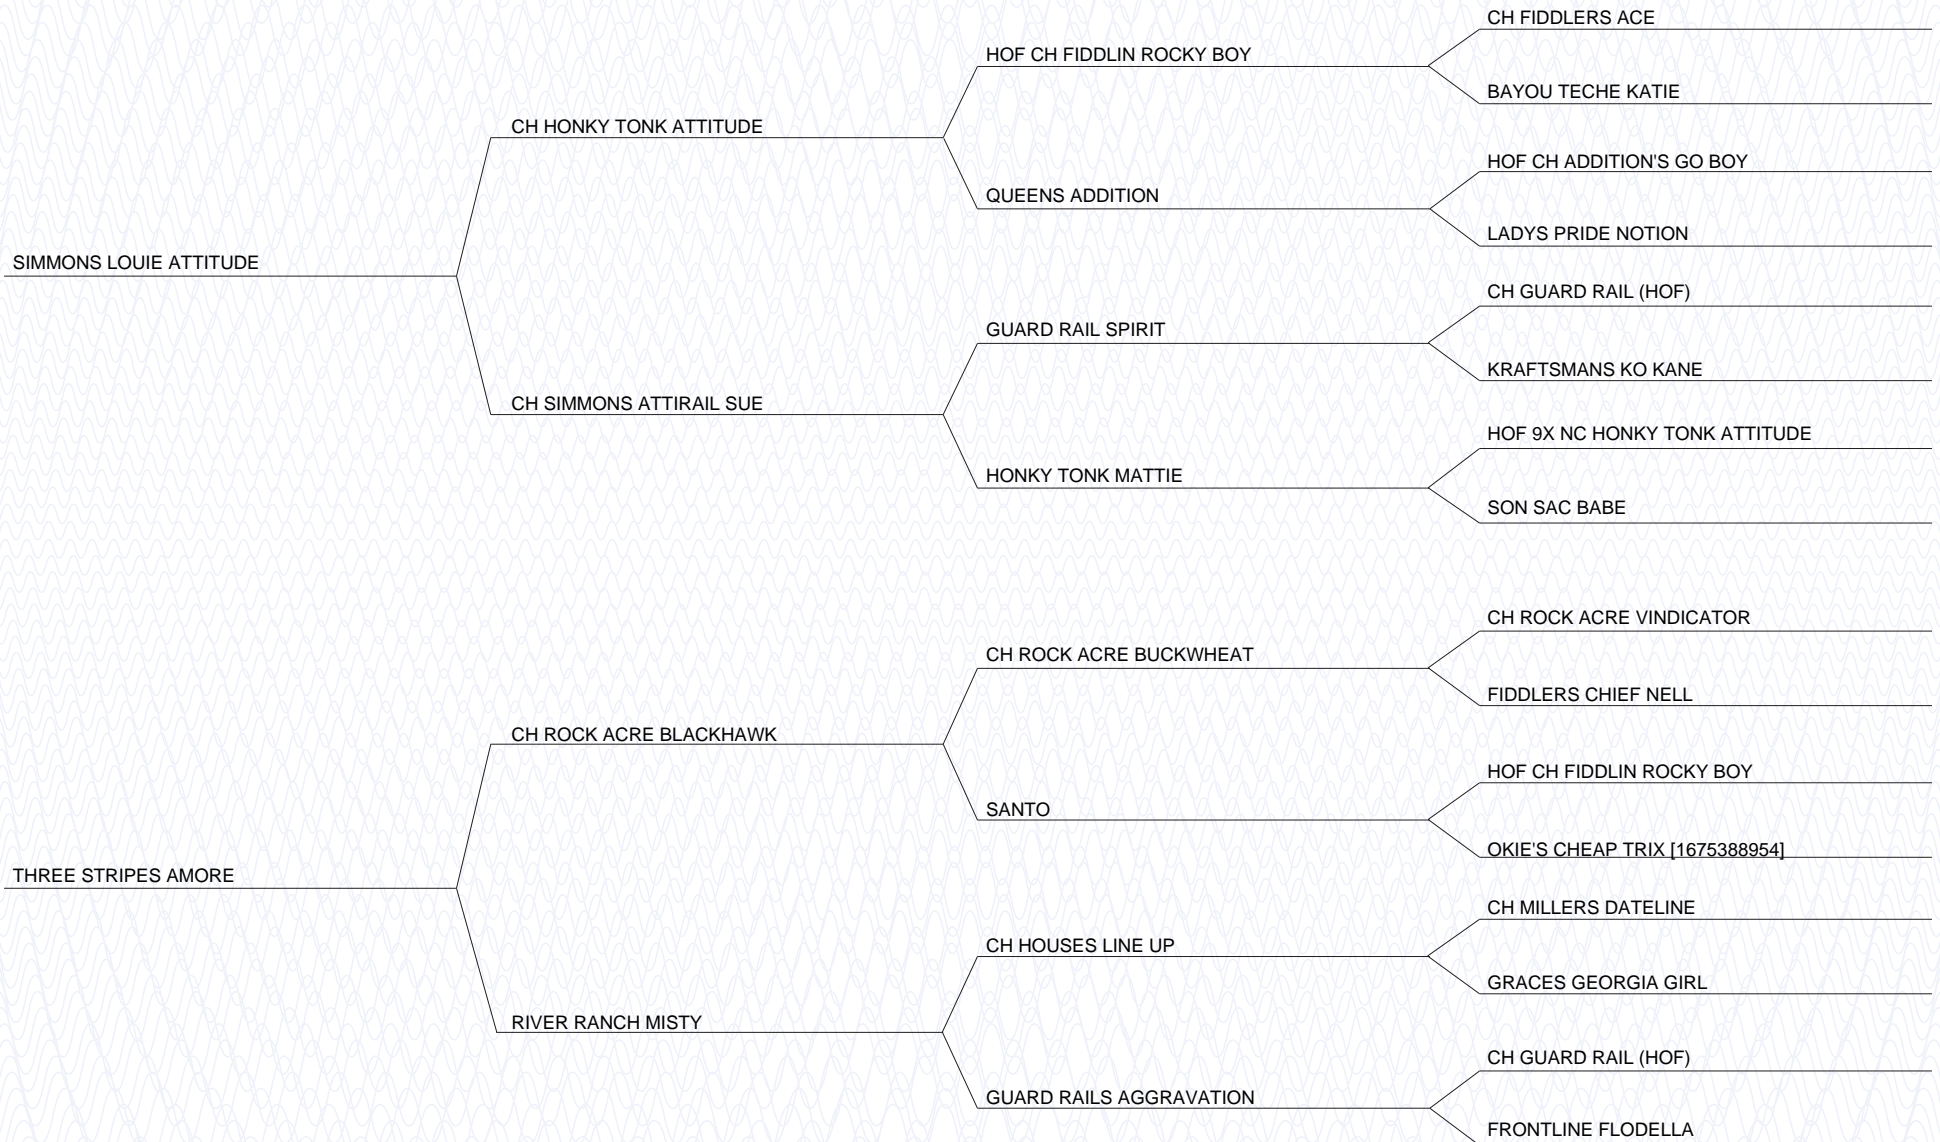 CH FIDDLERS ACE
HOF CH FIDDLIN ROCKY BOY
BAYOU TECHE KATIE
CH HONKY TONK ATTITUDE
HOF CH ADDITION'S GO BOY
QUEENS ADDITION
LADYS PRIDE NOTION
SIMMONS LOUIE ATTITUDE
CH GUARD RAIL (HOF)
GUARD RAIL SPIRIT
KRAFTSMANS KO KANE
CH SIMMONS ATTIRAIL SUE
HOF 9X NC HONKY TONK ATTITUDE
HONKY TONK MATTIE
SON SAC BABE
CH ROCK ACRE VINDICATOR
CH ROCK ACRE BUCKWHEAT
FIDDLERS CHIEF NELL
CH ROCK ACRE BLACKHAWK
HOF CH FIDDLIN ROCKY BOY
SANTO
OKIE'S CHEAP TRIX [1675388954]
THREE STRIPES AMORE
CH MILLERS DATELINE
CH HOUSES LINE UP
GRACES GEORGIA GIRL
RIVER RANCH MISTY
CH GUARD RAIL (HOF)
GUARD RAILS AGGRAVATION
FRONTLINE FLODELLA